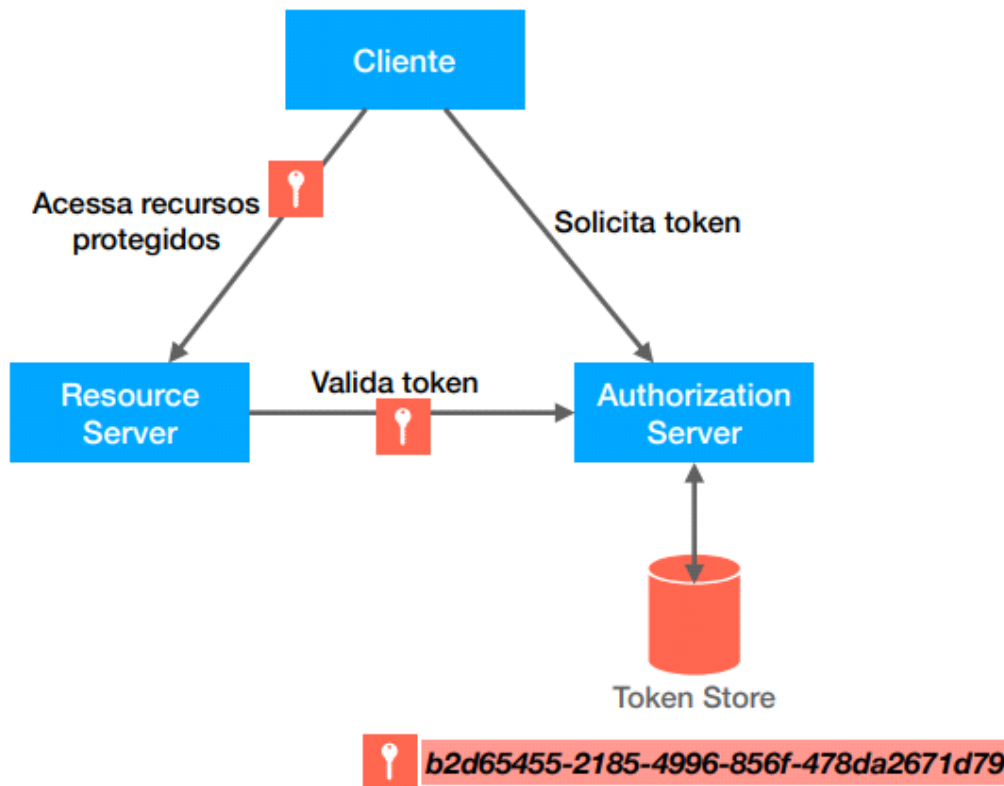 Cliente
Acessa recursos
protegidos
Solicita token
Resource
Server
Valida token
Authorization
Server
Token Store
b2d65455-2185-4996-856f-478da2671d79